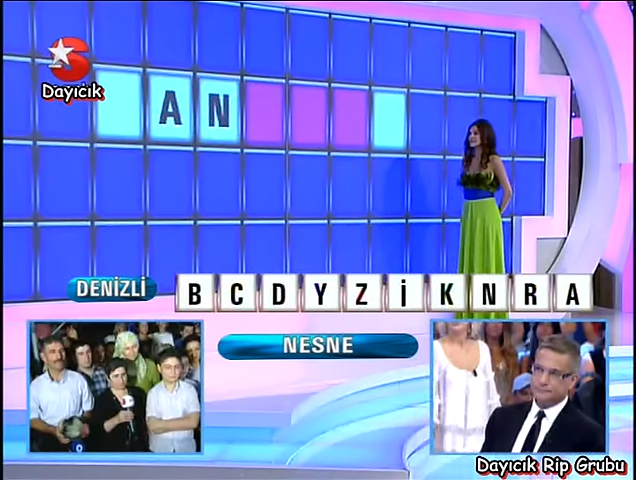 Dayıcık
AN
DENİZLİ
B C D Y Z İ K N R A
NESNE
Dayıcık Rip Grubu